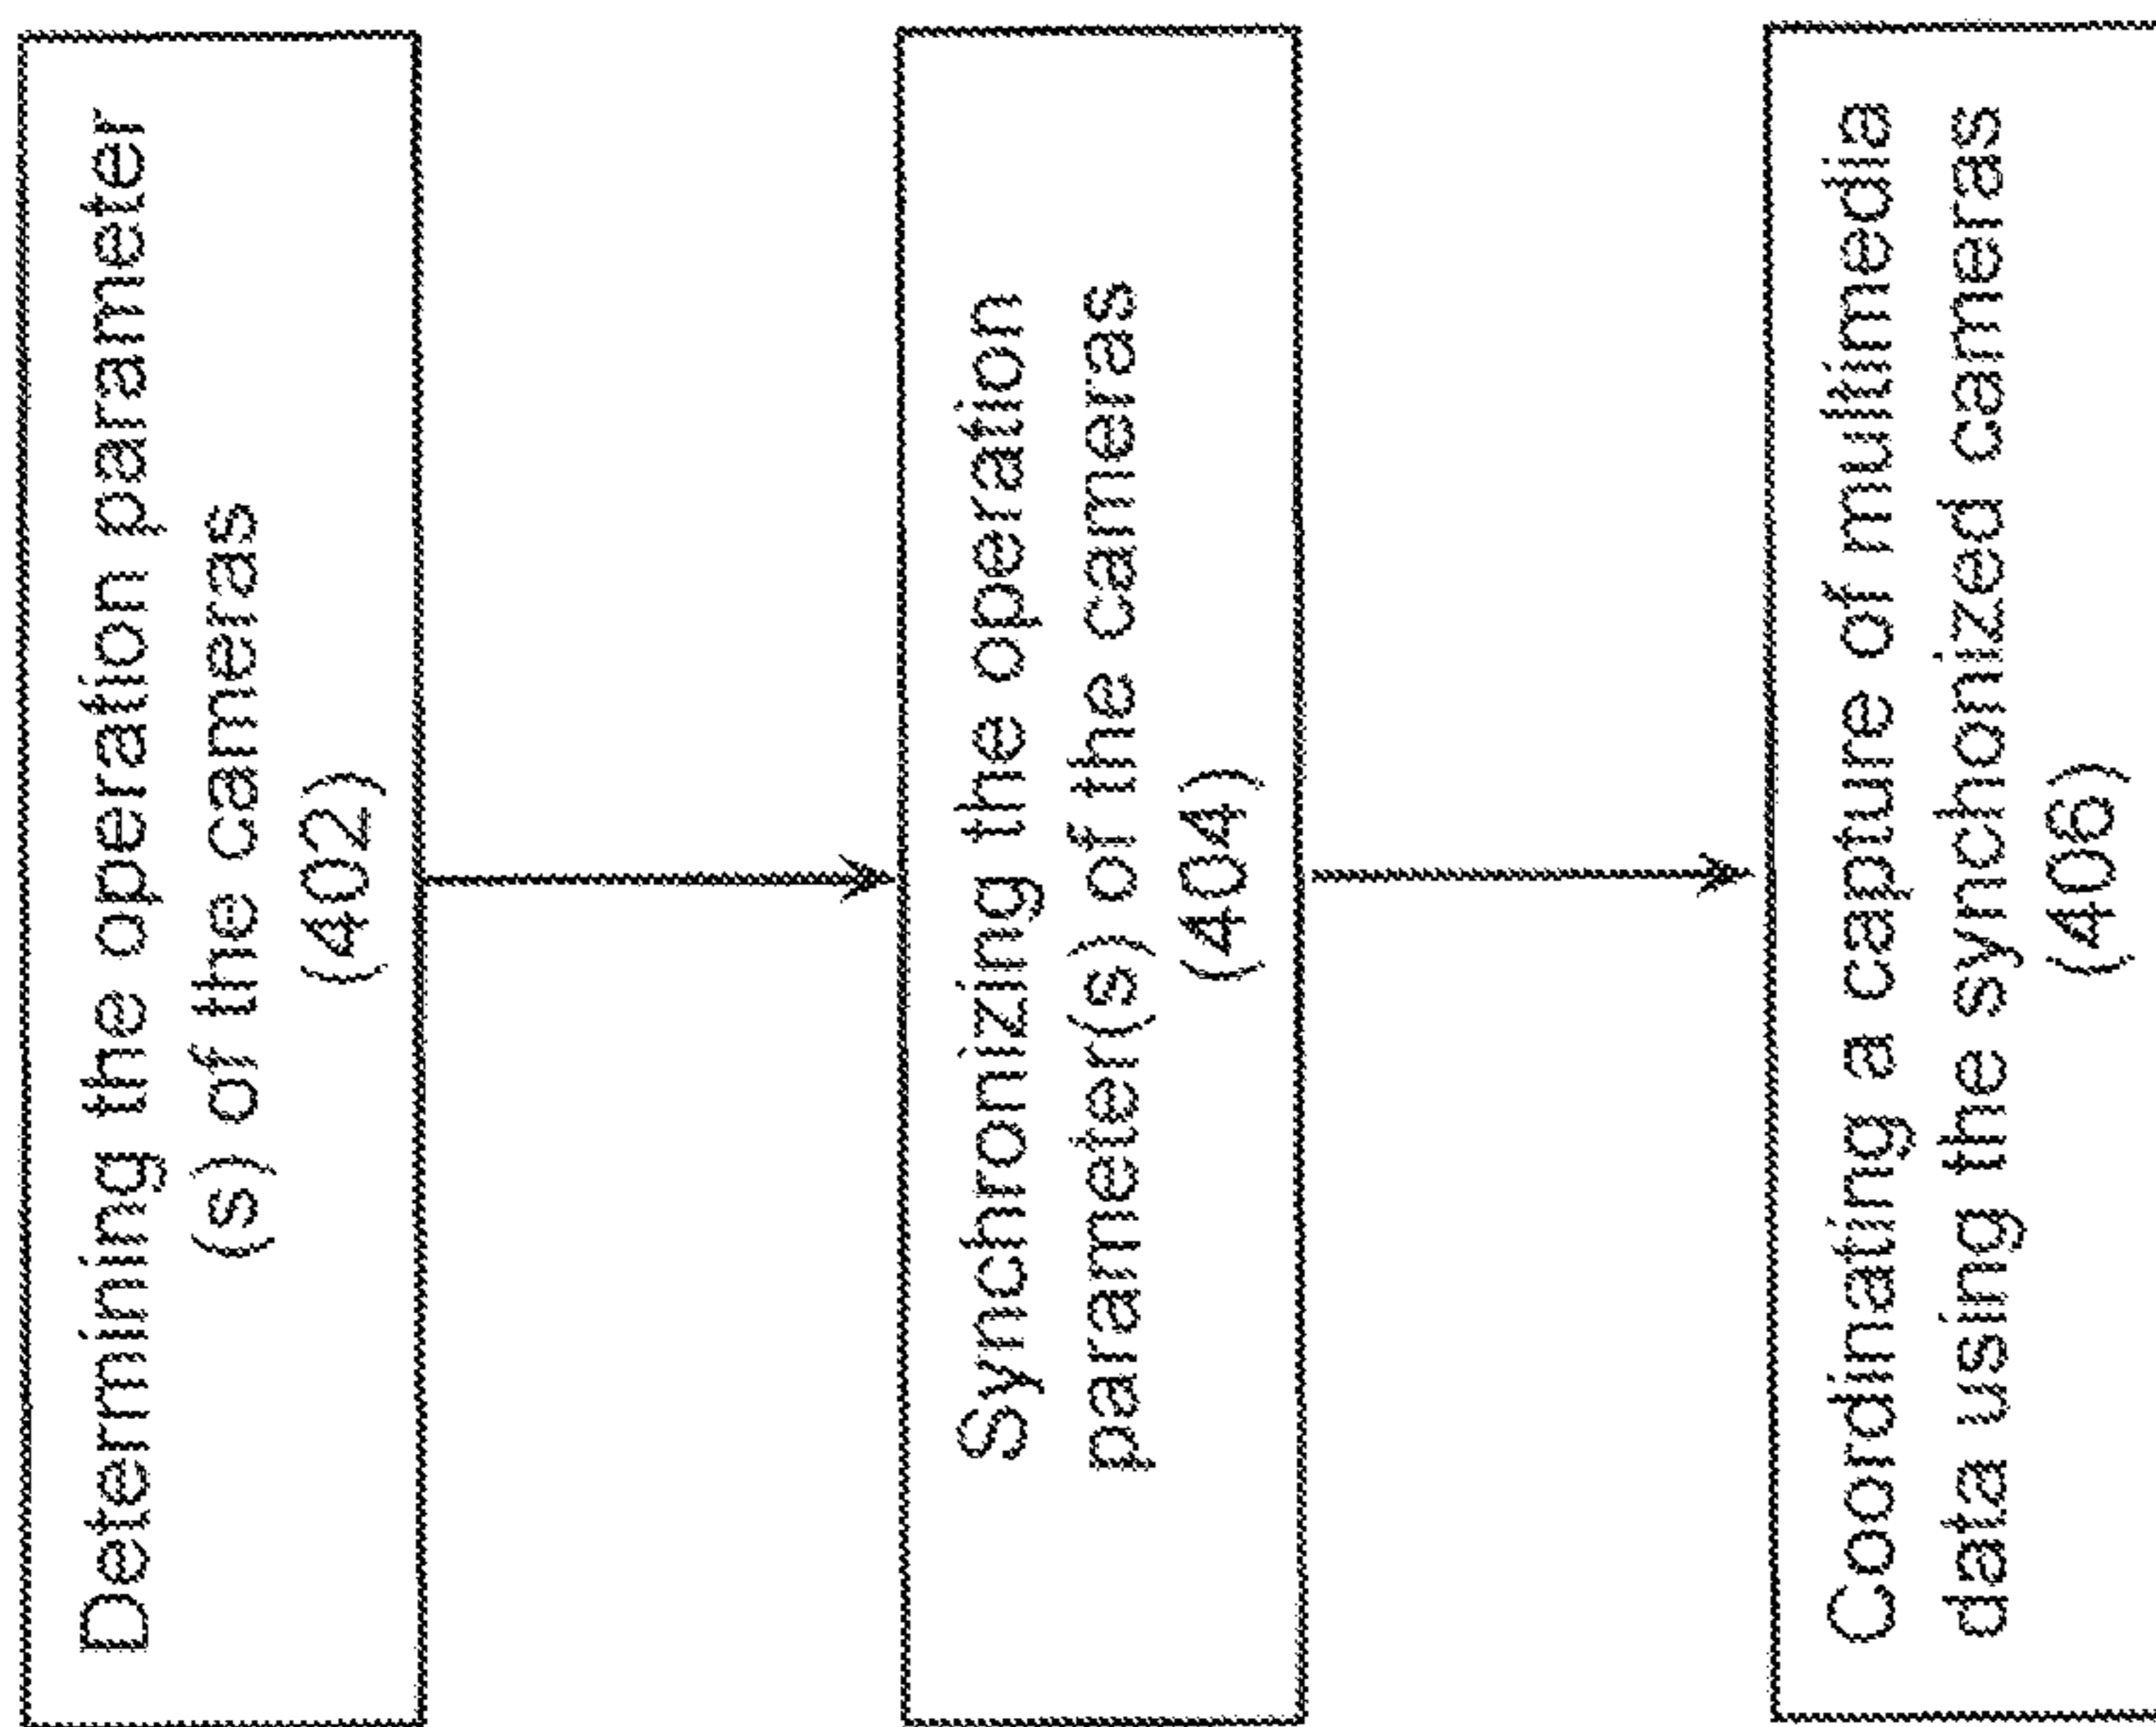 Determining the operation parameter
(s) of the cameras
(402)
Synchronizing the operation
parameter(s) of the cameras
(404)
Coordinating a capture of multimedia
data using the synchonized cameras
(406)